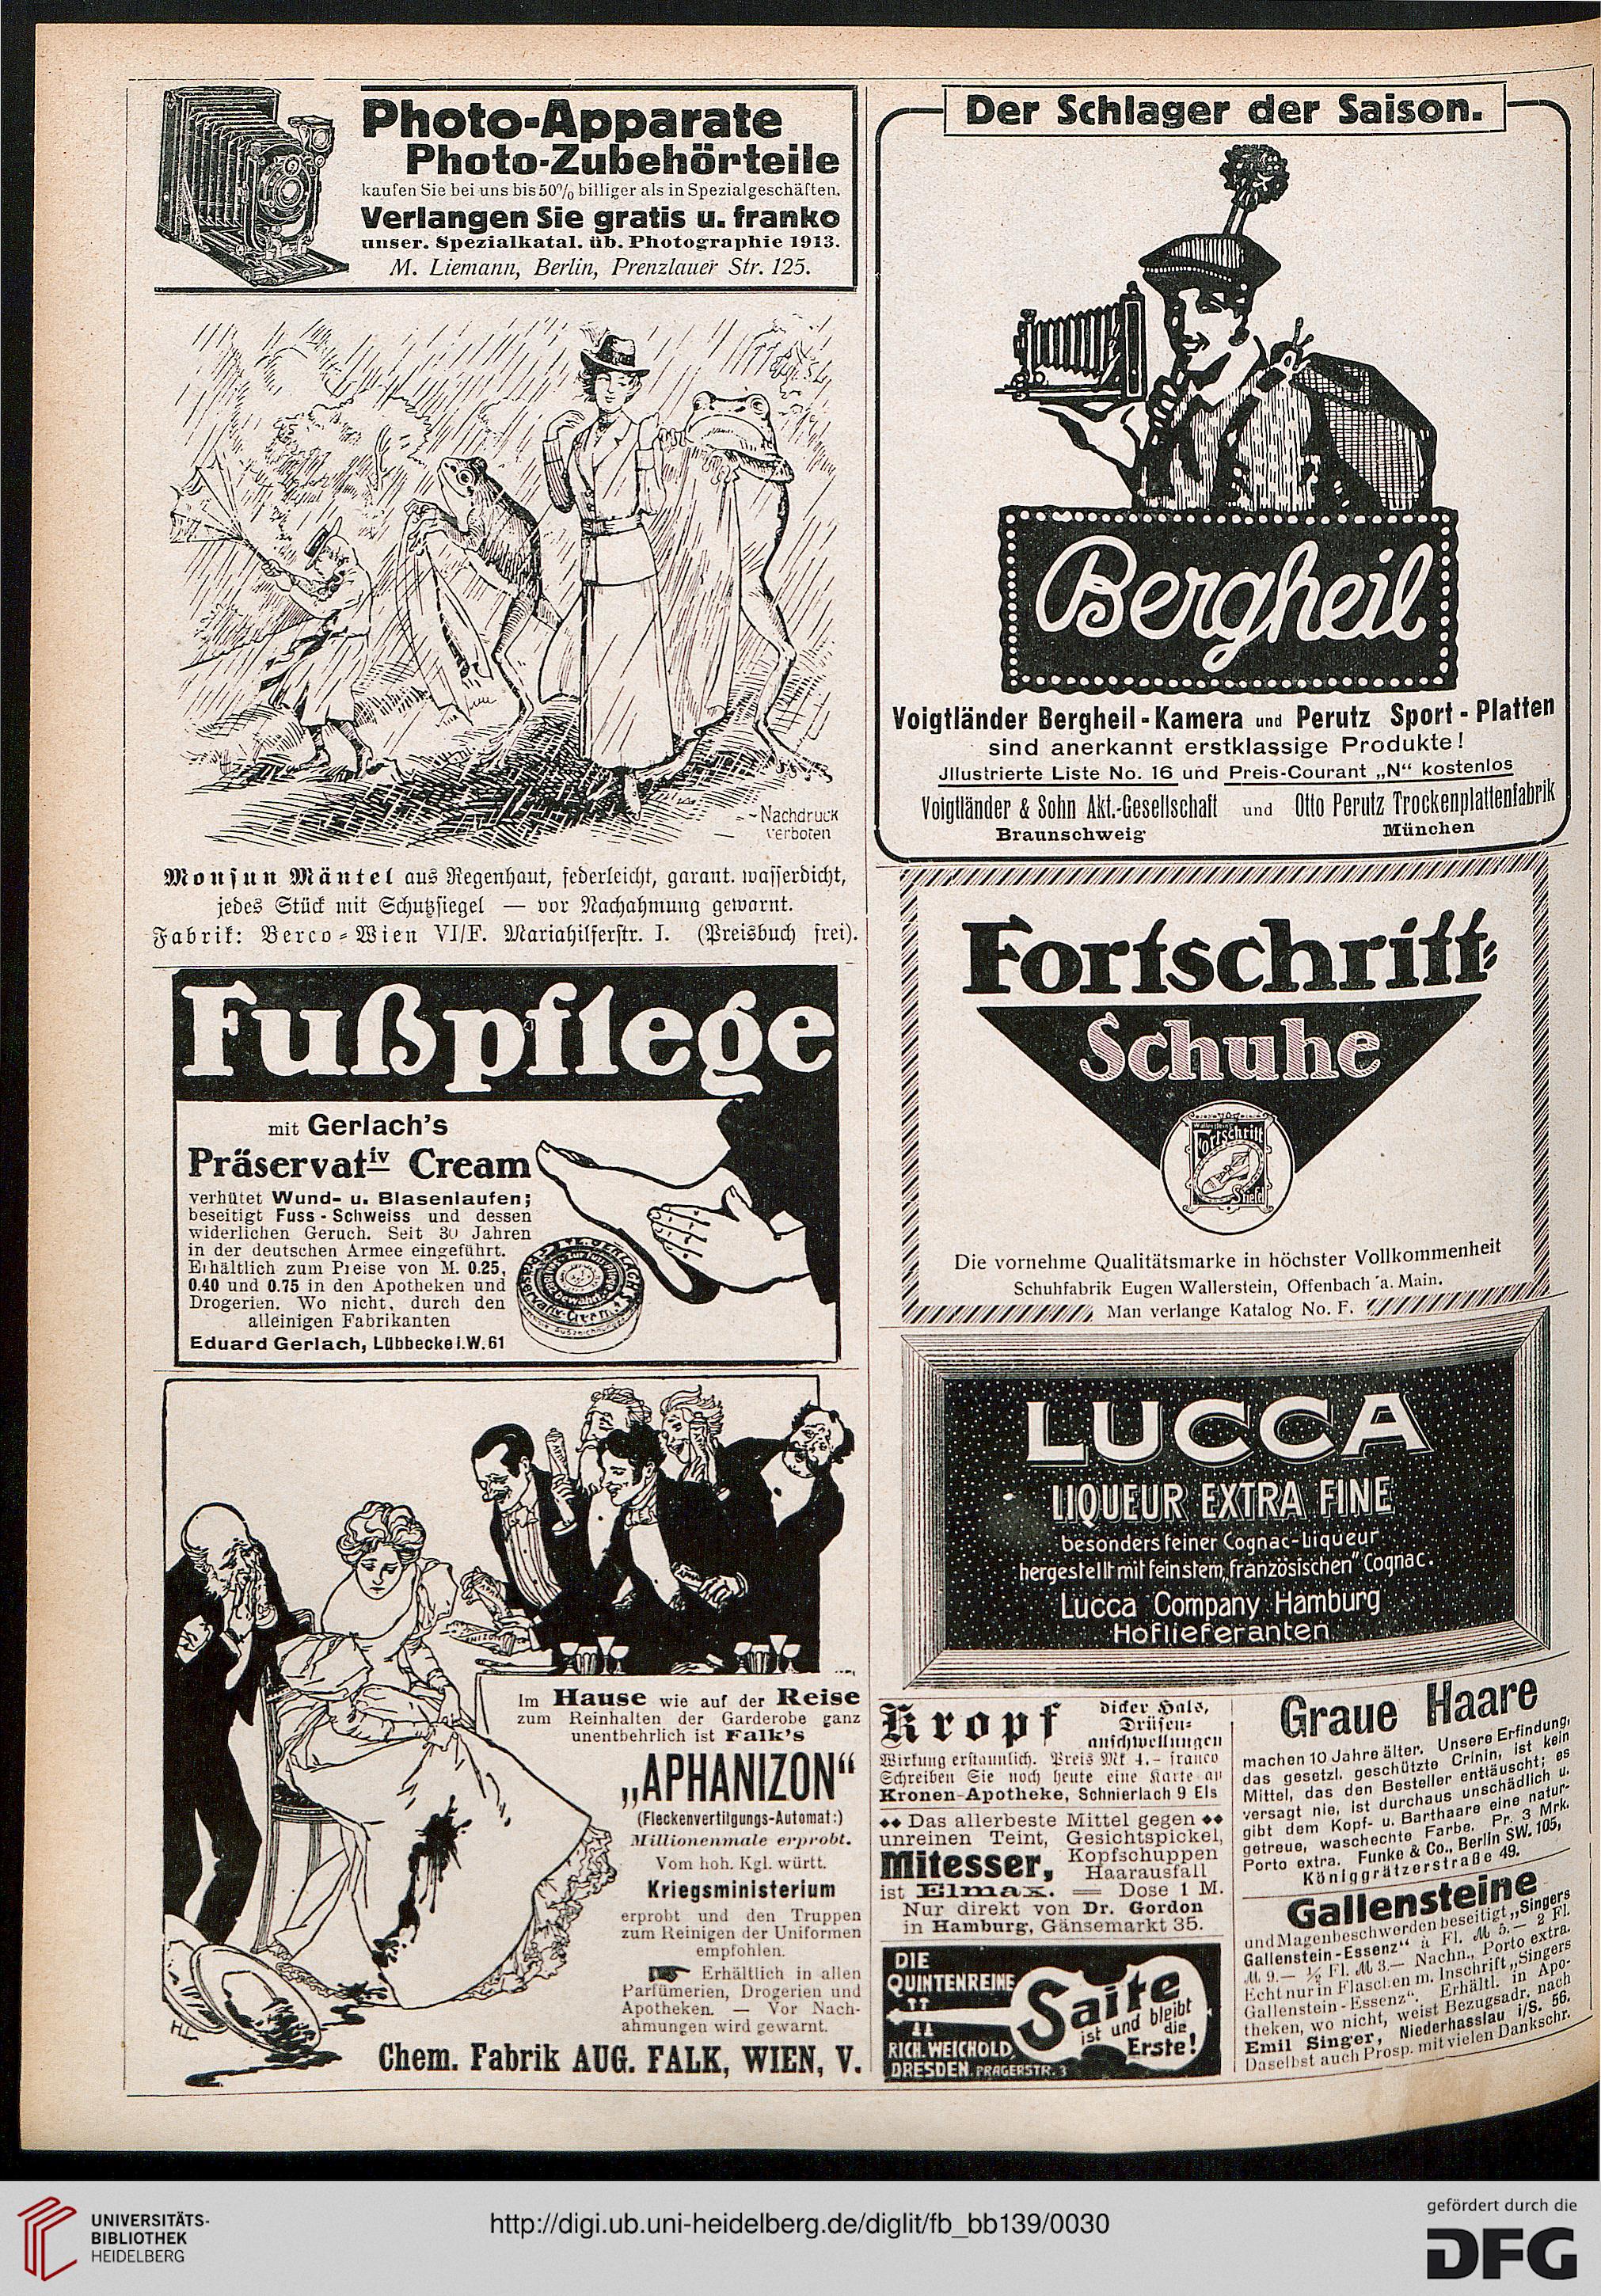 Photo-Apparate
Photo-Zubehörteile
kaufen Sie bei uns bis 50% billiger als in Spezialgeschäften.
Verlangen Sie gratis u. franko
unser. Spezialkatal. üb. Photographie 1913.
M. Liemann, Berlin, Prenzlauer Str. 125.
Nachdruck
verboten
Monsun Mäntel aus Regenhaut, federleicht, garant. wasserdicht,
jedes Stück mit Schutzsiegel — vor Nachahmung gewarnt.
Fabrik: Berco-Wien VI/F. Mariahilferstr. I. (Preisbuch frei).
Fußpflege
mit Gerlach's
Präservativ Cream
verhütet Wund- u. Blasenlaufen;
beseitigt Fuss-Schweiss und dessen
widerlichen Geruch. Seit 30 Jahren
in der deutschen Armee eingeführt.
Erhältlich zum Preise von M. 0.25,
0.40 und 0.75 in den Apotheken und
Drogerien. Wo nicht, durch den
alleinigen Fabrikanten
Eduard Gerlach, Lübbecke i.W. 61
Im Hause wie auf der Reise
zum Reinhalten der Garderobe ganz
unentbehrlich ist Falk's
„APHANIZON“
(Fleckenvertilgungs-Automat:)
Millionenmale erprobt.
Vom hoh. Kgl. württ.
Kriegsministerium
erprobt und den Truppen
zum Reinigen der Uniformen
empfohlen.
Erhältlich in allen
Parfümerien, Drogerien und
Apotheken. — Vor Nach-
ahmungen wird gewarnt.
Chem. Fabrik AUG. FALK, WIEN, V.
Der Schlager der Saison.
Bergheil
Voigtländer Bergheil-Kamera und Perutz Sport-Platten
sind anerkannt erstklassige Produkte!
Jllustrierte Liste No. 16 und Preis-Courant „N“ kostenlos
Voigtländer & Sohn Akt.-Gesellschaft und Otto Perutz Trockenplattenfabrik
Braunschweig München
Fortschritt-
Schuhe
Fortschritt
Stiefel
Die vornehme Qualitätsmarke in höchster Vollkommenheit
Schuhfabrik Eugen Wallerstein, Offenbach a. Main.
Man verlange Katalog No. F.
LUCCA
LIQUEUR EXTRA FINE
besonders feiner Cognac-Liqueur
hergestellt mit feinstem „französischen“ Cognac.
Lucca Company Hamburg
Hoflieferanten
Kropf dicker Hals,
Drüsen-
anschwellungen
Wirkung erstaunlich. Preis Mk 4.– franco
Schreiben Sie noch heute eine Karte an
Kronen-Apotheke, Schnierlach 9 Els
Das allerbeste Mittel gegen
unreinen Teint, Gesichtspickel,
Mitesser, Kopfschuppen
Haarausfall
ist Elmax. = Dose 1 M.
Nur direkt von Dr. Gordon
in Hamburg, Gänsemarkt 35.
DIE
QUINTENREINE
Saite
ist und bleibt
die
Erste!
RICH. WEICHOLD,
DRESDEN. PRAGERSTR. 3
Graue Haare
machen 10 Jahre älter. Unsere Erfindung,
das gesetzl. geschützte Crinin, ist kein
Mittel, das den Besteller enttäuscht; es
versagt nie, ist durchaus unschädlich u.
gibt dem Kopf- u. Barthaare eine natur-
getreue, waschechte Farbe. Pr. 3 Mrk.
Porto extra. Funke & Co., Berlin SW. 105,
Königgrätzerstraße 49.
Gallensteine
und Magenbeschwerden beseitigt „Singers
Gallenstein-Essenz“ à Fl. M 5.— 2 Fl.
M 9.— ½ Fl. M 3.— Nachn., Porto extra.
Echt nur in Flaschen m. Inschrift „Singers
Gallenstein-Essenz“. Erhältl. in Apo-
theken, wo nicht, weist Bezugsadr. nach
Emil Singer, Niederhasslau i/S. 56.
Daselbst auch Prosp. mit vielen Dankschr.
UNIVERSITÄTS-
BIBLIOTHEK
HEIDELBERG
http://digi.ub.uni-heidelberg.de/diglit/fb_bb139/0030
gefördert durch die
DFG